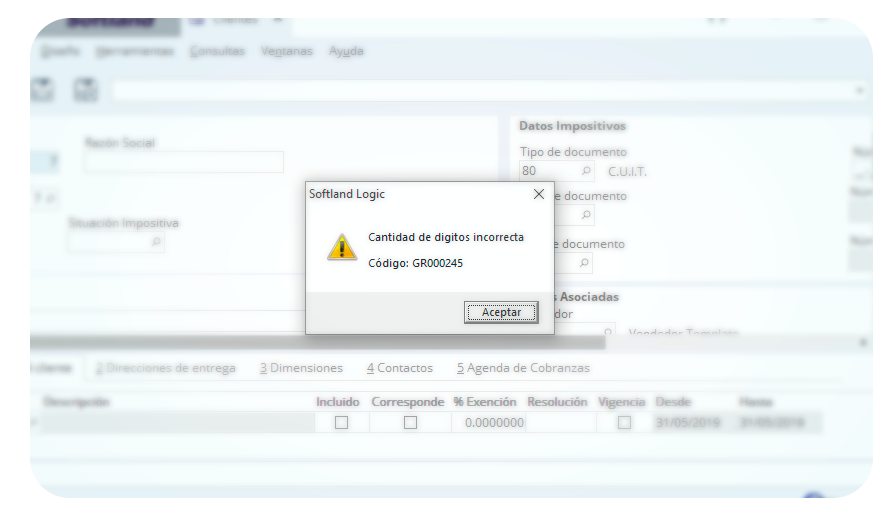 Softland
Clientes
Diseño Herramientas Consultas Ventanas Ayuda
Datos Impositivos
Razón Social
Tipo de documento
80 C.U.I.T.
Softland Logic
e documento
Situación Impositiva
Cantidad de digitos incorrecta
e documento
Código: GR000245
Asociadas
Aceptar
dor
Vendedor Template
cliente 2 Direcciones de entrega 3 Dimensiones 4 Contactos 5 Agenda de Cobranzas
Descripción Incluido Corresponde % Exención Resolución Vigencia Desde Hasta
0.0000000 31/05/2019 31/05/2019